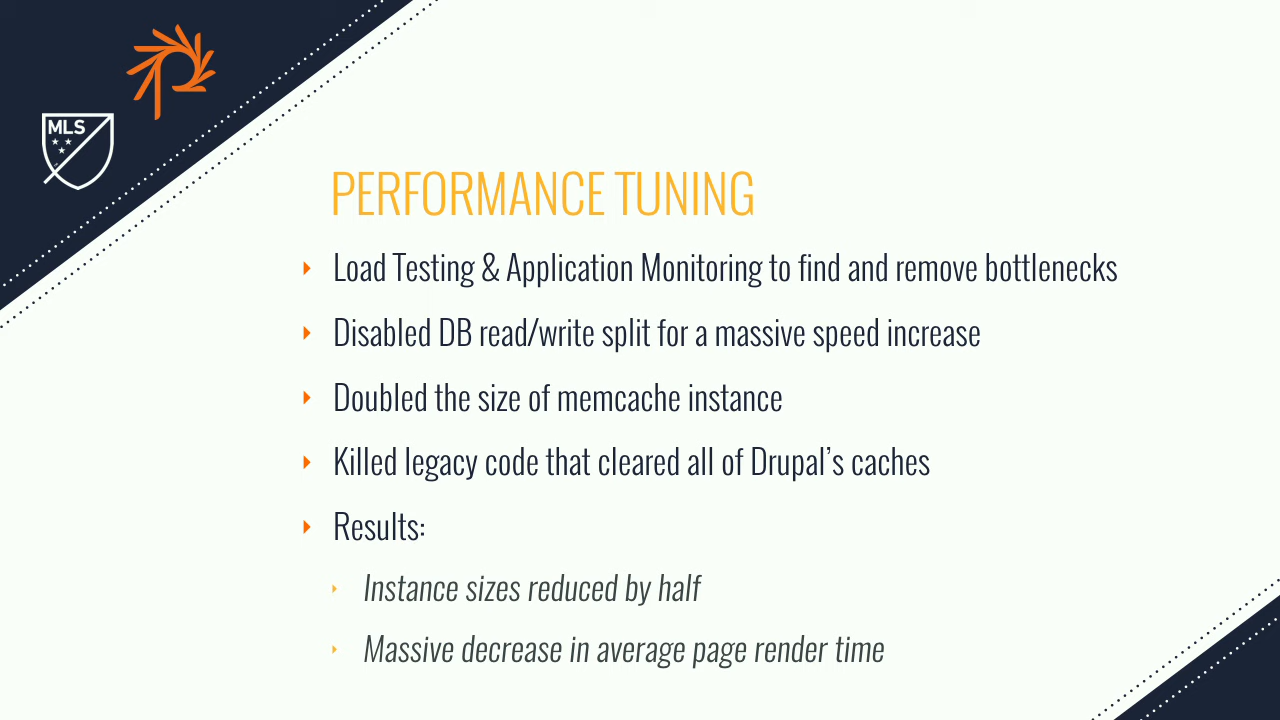 MLS
PERFORMANCE TUNING
Load Testing & Application Monitoring to find and remove bottlenecks
Disabled DB read/write split for a massive speed increase
Doubled the size of memcache instance
Killed legacy code that cleared all of Drupal’s caches
Results:
Instance sizes reduced by half
Massive decrease in average page render time